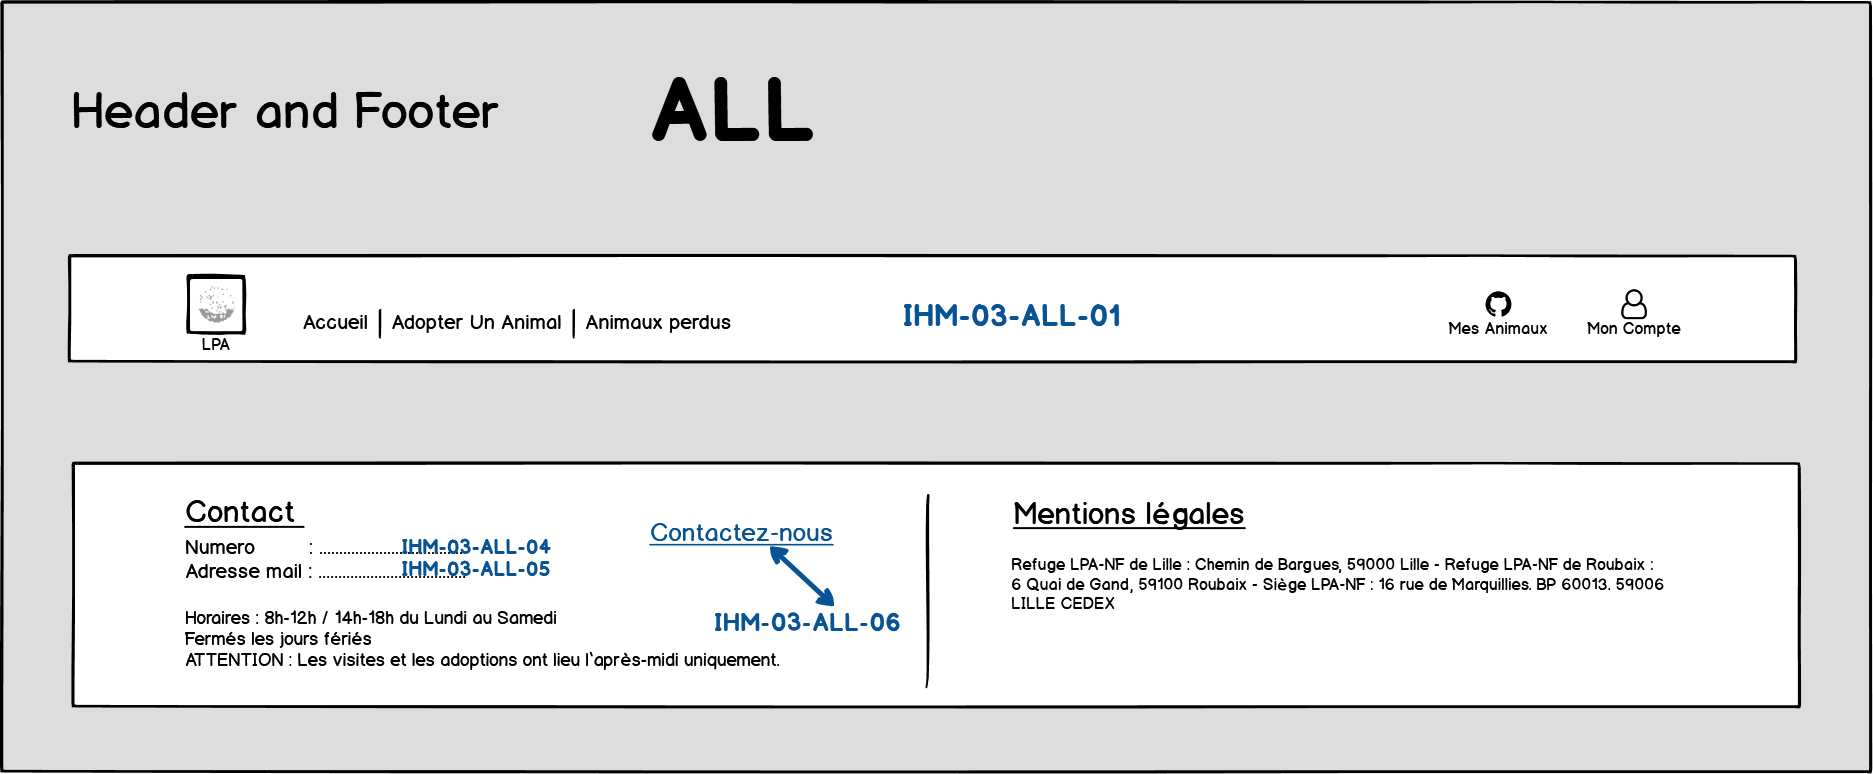 Header and Footer ALL
LPA
Accueil | Adopter Un Animal | Animaux perdus
IHM-03-ALL-01
Mes Animaux
Mon Compte
Contact
Numero : ........................ IHM-03-ALL-04
Adresse mail : ........................ IHM-03-ALL-05
Horaires : 8h-12h / 14h-18h du Lundi au Samedi
Fermés les jours fériés
ATTENTION : Les visites et les adoptions ont lieu l`après-midi uniquement.
Contactez-nous
IHM-03-ALL-06
Mentions légales
Refuge LPA-NF de Lille : Chemin de Bargues, 59000 Lille - Refuge LPA-NF de Roubaix :
6 Quai de Gand, 59100 Roubaix - Siège LPA-NF : 16 rue de Marquillies. BP 60013. 59006
LILLE CEDEX